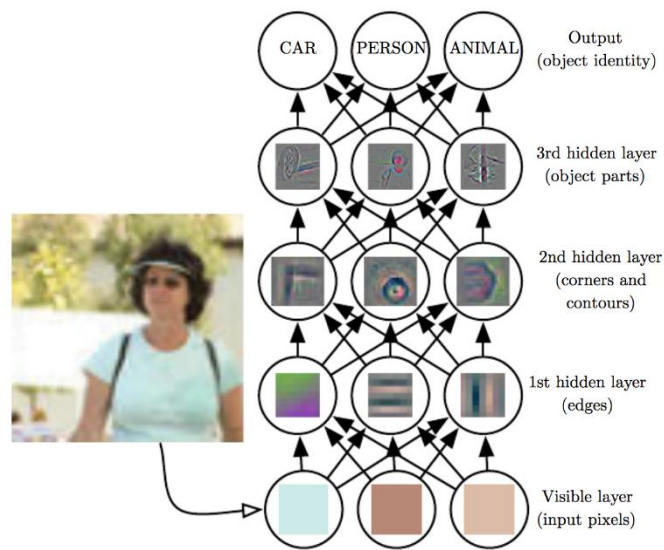 CAR PERSON ANIMAL
Output
(object identity)
3rd hidden layer
(object parts)
2nd hidden layer
(corners and
contours)
1st hidden layer
(edges)
Visible layer
(input pixels)